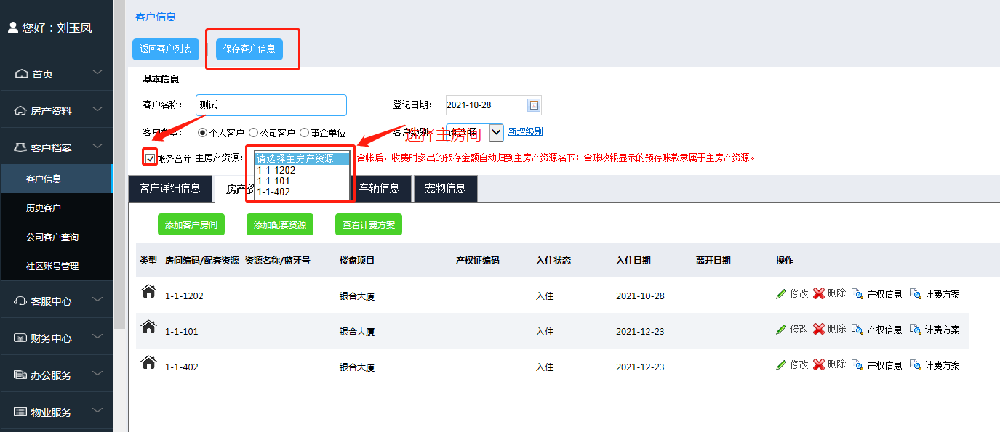 您好：刘玉凤
首页
房产资料
客户档案
客户信息
历史客户
公司客户查询
社区账号管理
客服中心
财务中心
办公服务
物业服务
客户信息
返回客户列表 保存客户信息
基本信息
客户名称： 测试 登记日期： 2021-10-28
客户类型： 个人客户 公司客户 事企单位 客户级别 请选择 新增级别
选择主房间
帐务合并 主房产资源： 请选择主房产资源 合帐后，收费时多出的预存金额自动归到主房产资源名下；合账收银显示的预存账款隶属于主房产资源。
1-1-1202
1-1-101
1-1-402
客户详细信息 房产资 车辆信息 宠物信息
添加客户房间 添加配套资源 查看计费方案
类型 房间编码/配套资源 资源名称/蓝牙号 楼盘项目 产权证编码 入住状态 入住日期 离开日期 操作
1-1-1202 银合大厦 入住 2021-10-28 修改 删除 产权信息 计费方案
1-1-101 银合大厦 入住 2021-12-23 修改 删除 产权信息 计费方案
1-1-402 银合大厦 入住 2021-12-23 修改 删除 产权信息 计费方案